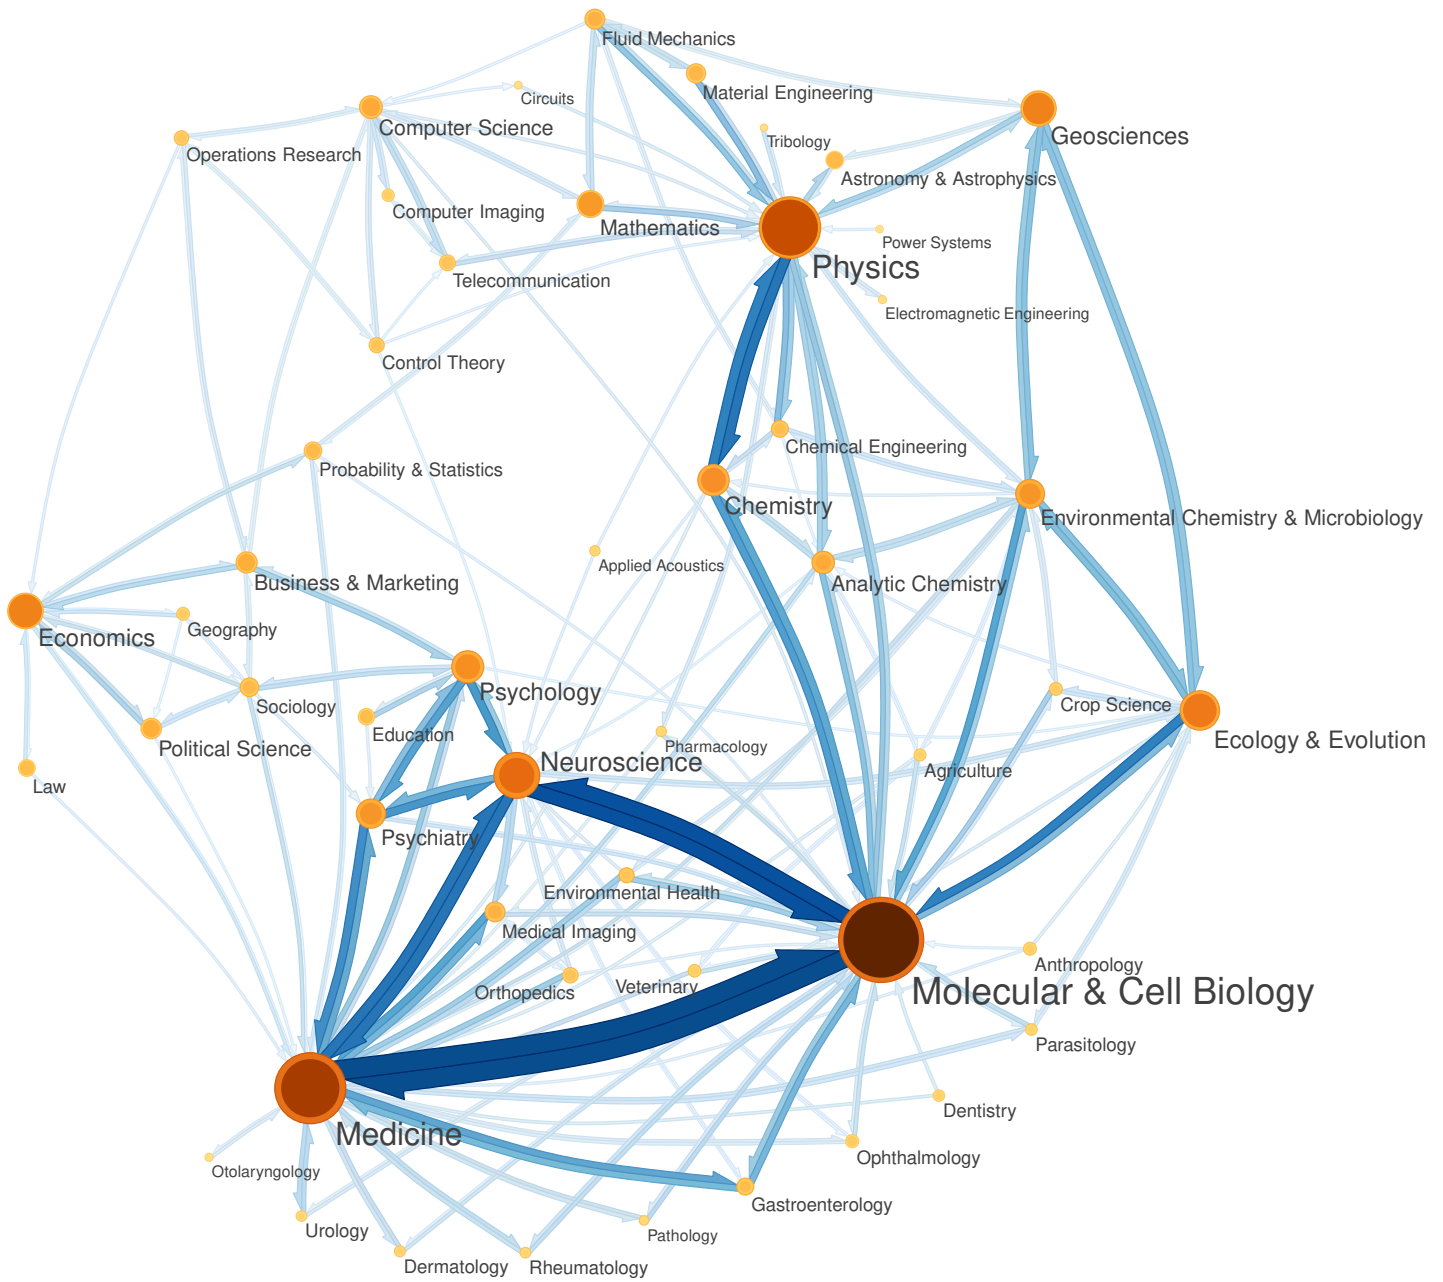 Fluid Mechanics
Material Engineering
Circuits
Computer Science
Geosciences
Tribology
Operations Research
Astronomy & Astrophysics
Computer Imaging
Mathematics
Power Systems
Physics
Telecommunication
Electromagnetic Engineering
Control Theory
Chemical Engineering
Probability & Statistics
Chemistry
Environmental Chemistry & Microbiology
Applied Acoustics
Business & Marketing
Analytic Chemistry
Geography
Economics
Psychology
Sociology
Crop Science
Education
Ecology & Evolution
Political Science
Pharmacology
Neuroscience
Agriculture
Law
Psychiatry
Environmental Health
Medical Imaging
Anthropology
Veterinary
Orthopedics
Molecular & Cell Biology
Parasitology
Dentistry
Medicine
Ophthalmology
Otolaryngology
Gastroenterology
Urology
Pathology
Dermatology
Rheumatology